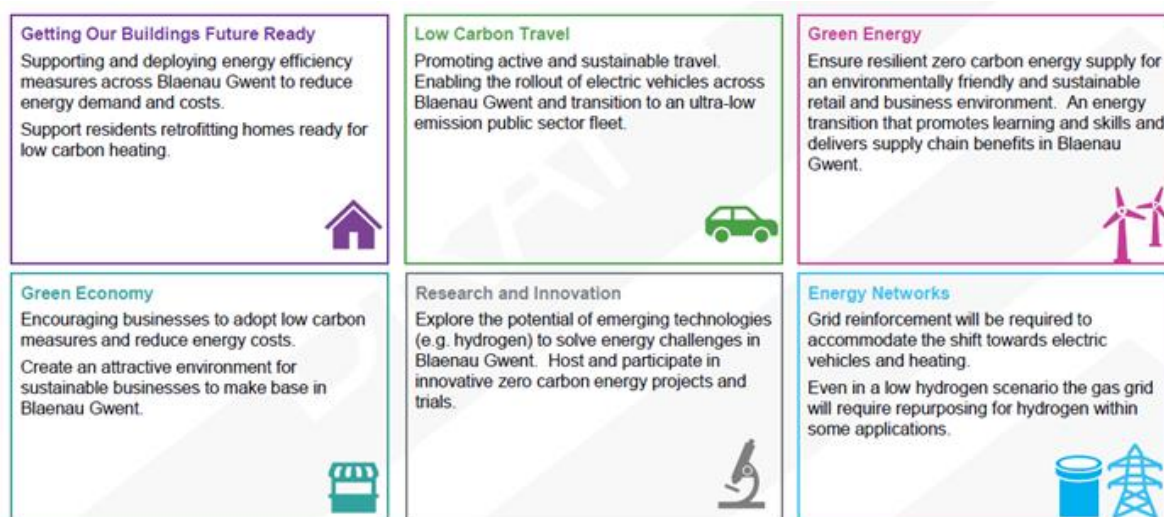 Getting Our Buildings Future Ready
Supporting and deploying energy efficiency
measures across Blaenau Gwent to reduce
energy demand and costs.
Support residents retrofitting homes ready for
low carbon heating.
Low Carbon Travel
Promoting active and sustainable travel.
Enabling the rollout of electric vehicles across
Blaenau Gwent and transition to an ultra-low
emission public sector fleet.
Green Energy
Ensure resilient zero carbon energy supply for
an environmentally friendly and sustainable
retail and business environment. An energy
transition that promotes learning and skills and
delivers supply chain benefits in Blaenau
Gwent.
Green Economy
Encouraging businesses to adopt low carbon
measures and reduce energy costs.
Create an attractive environment for
sustainable businesses to make base in
Blaenau Gwent.
Research and Innovation
Explore the potential of emerging technologies
(e.g. hydrogen) to solve energy challenges in
Blaenau Gwent. Host and participate in
innovative zero carbon energy projects and
trials.
Energy Networks
Grid reinforcement will be required to
accommodate the shift towards electric
vehicles and heating.
Even in a low hydrogen scenario the gas grid
will require repurposing for hydrogen within
some applications.